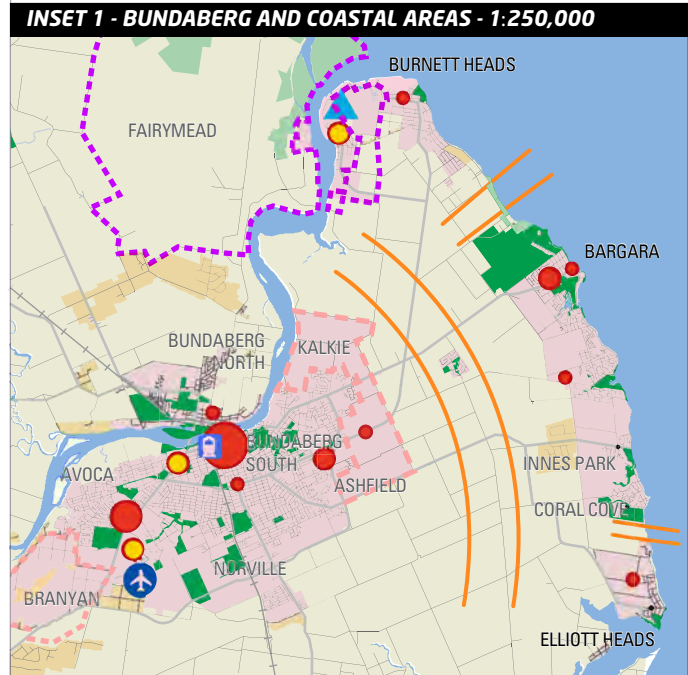 INSET 1 - BUNDABERG AND COASTAL AREAS - 1:250,000
BURNETT HEADS
FAIRYMEAD
BARGARA
BUNDABERG
NORTH
KALKIE
BUNDABERG
SOUTH
AVOCA
INNES PARK
ASHFIELD
CORAL COVE
NORVILLE
BRANYAN
ELLIOTT HEADS